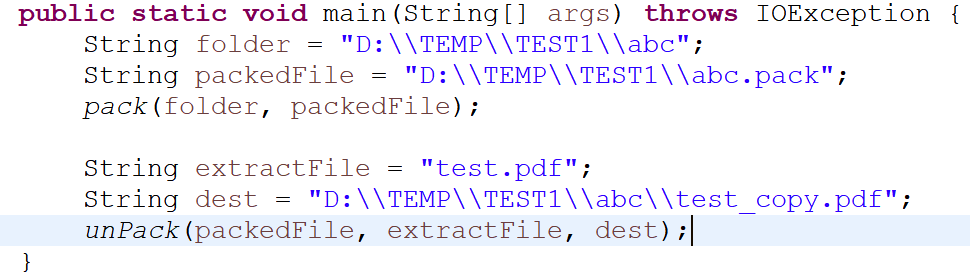 public static void main(String[] args) throws IOException {
    String folder = "D:\\TEMP\\TEST1\\abc";
    String packedFile = "D:\\TEMP\\TEST1\\abc.pack";
    pack(folder, packedFile);

    String extractFile = "test.pdf";
    String dest = "D:\\TEMP\\TEST1\\abc\\test_copy.pdf";
    unPack(packedFile, extractFile, dest);
}